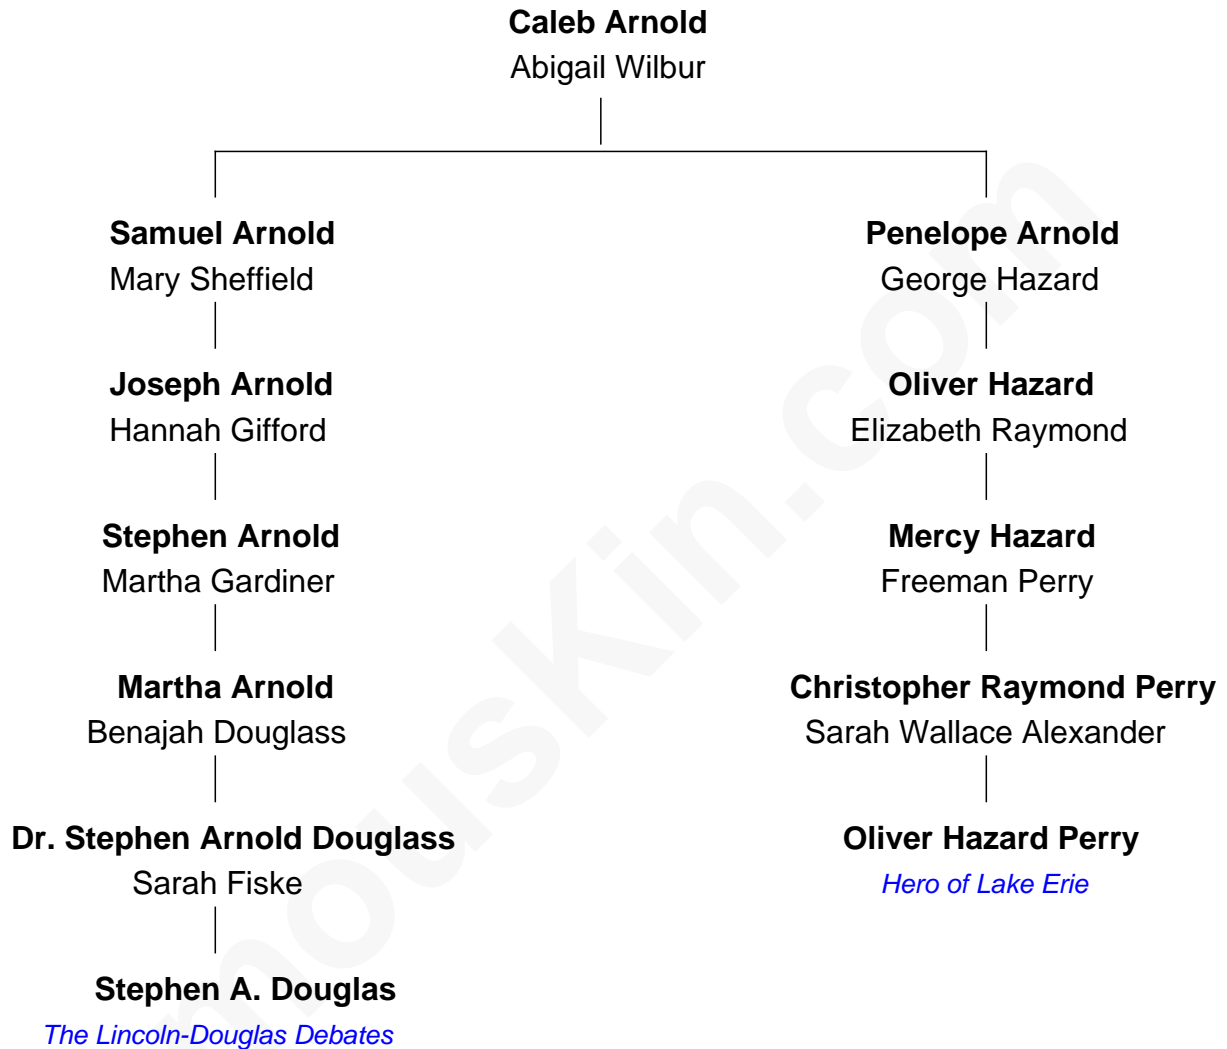 Caleb Arnold
Abigail Wilbur
Samuel Arnold
Mary Sheffield
Penelope Arnold
George Hazard
Joseph Arnold
Hannah Gifford
Oliver Hazard
Elizabeth Raymond
Stephen Arnold
Martha Gardiner
Mercy Hazard
Freeman Perry
Martha Arnold
Benajah Douglass
Christopher Raymond Perry
Sarah Wallace Alexander
Dr. Stephen Arnold Douglass
Sarah Fiske
Oliver Hazard Perry
Hero of Lake Erie
Stephen A. Douglas
The Lincoln-Douglas Debates
mousKin.com